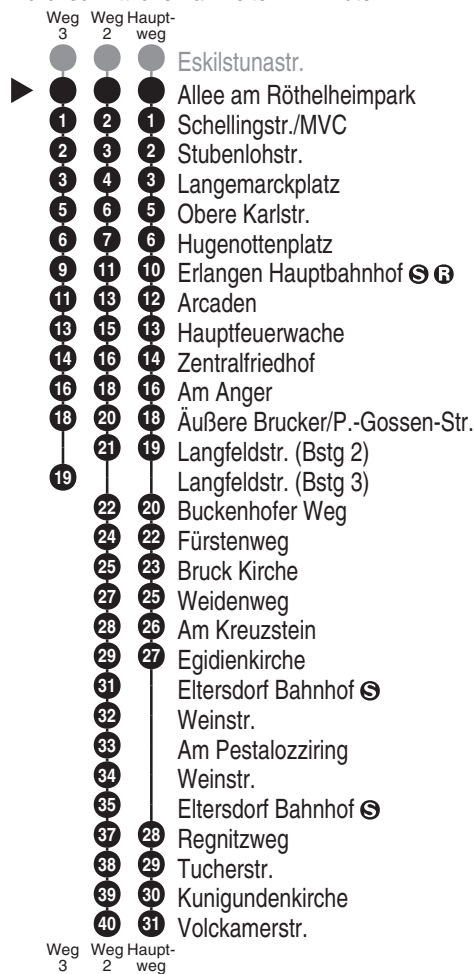 Weg Weg Haupt-
3 2 weg
Eskilstunastr.
Allee am Röthelheimpark
1 2 1 Schellingstr./MVC
2 3 2 Stubenlohstr.
3 4 3 Langemarckplatz
5 6 5 Obere Karlstr.
6 7 6 Hugenottenplatz
9 11 10 Erlangen Hauptbahnhof S R
11 13 12 Arcaden
13 15 13 Hauptfeuerwache
14 16 14 Zentralfriedhof
16 18 16 Am Anger
18 20 18 Äußere Brucker/P.-Gossen-Str.
21 19 Langfeldstr. (Bstg 2)
19 Langfeldstr. (Bstg 3)
22 20 Buckenhofer Weg
24 22 Fürstenweg
25 23 Bruck Kirche
27 25 Weidenweg
28 26 Am Kreuzstein
29 27 Egidienkirche
31 Eltersdorf Bahnhof S
32 Weinstr.
33 Am Pestalozziring
34 Weinstr.
35 Eltersdorf Bahnhof S
37 28 Regnitzweg
38 29 Tucherstr.
39 30 Kunigundenkirche
40 31 Volckamerstr.
Weg Weg Haupt-
3 2 weg